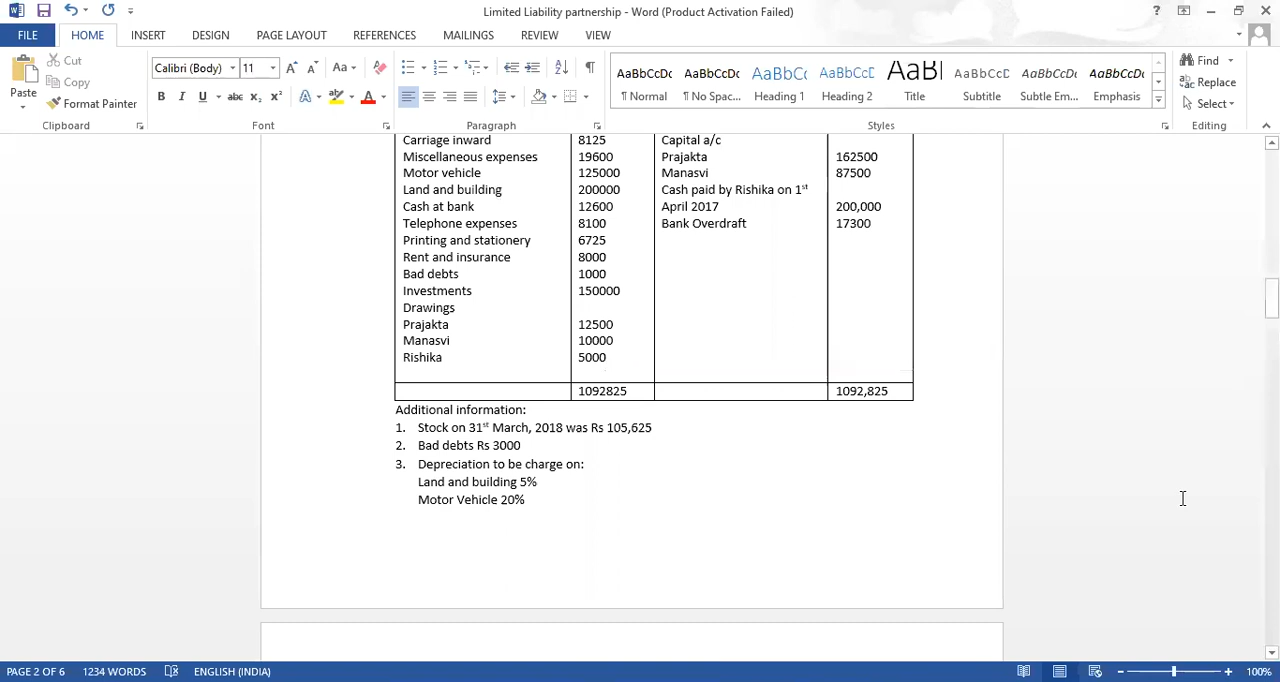 Limited Liability partnership - Word (Product Activation Failed)
FILE HOME INSERT DESIGN PAGE LAYOUT REFERENCES MAILINGS REVIEW VIEW
Paste
Cut
Copy
Format Painter
Clipboard
Calibri (Body) 11
Font
Paragraph
AaBbCcDc AaBbCcDc AaBbCc AaBbCcD AaBl AaBbCcD AaBbCcDc AaBbCcDc
¶ Normal ¶ No Spac... Heading 1 Heading 2 Title Subtitle Subtle Em... Emphasis
Styles
Find
Replace
Select
Editing
Carriage inward 8125 Capital a/c
Miscellaneous expenses 19600 Prajakta 162500
Motor vehicle 125000 Manasvi 87500
Land and building 200000 Cash paid by Rishika on 1st
Cash at bank 12600 April 2017 200,000
Telephone expenses 8100 Bank Overdraft 17300
Printing and stationery 6725
Rent and insurance 8000
Bad debts 1000
Investments 150000
Drawings
Prajakta 12500
Manasvi 10000
Rishika 5000
1092825 1092,825
Additional information:
1. Stock on 31st March, 2018 was Rs 105,625
2. Bad debts Rs 3000
3. Depreciation to be charge on:
Land and building 5%
Motor Vehicle 20%
PAGE 2 OF 6 1234 WORDS ENGLISH (INDIA) 100%